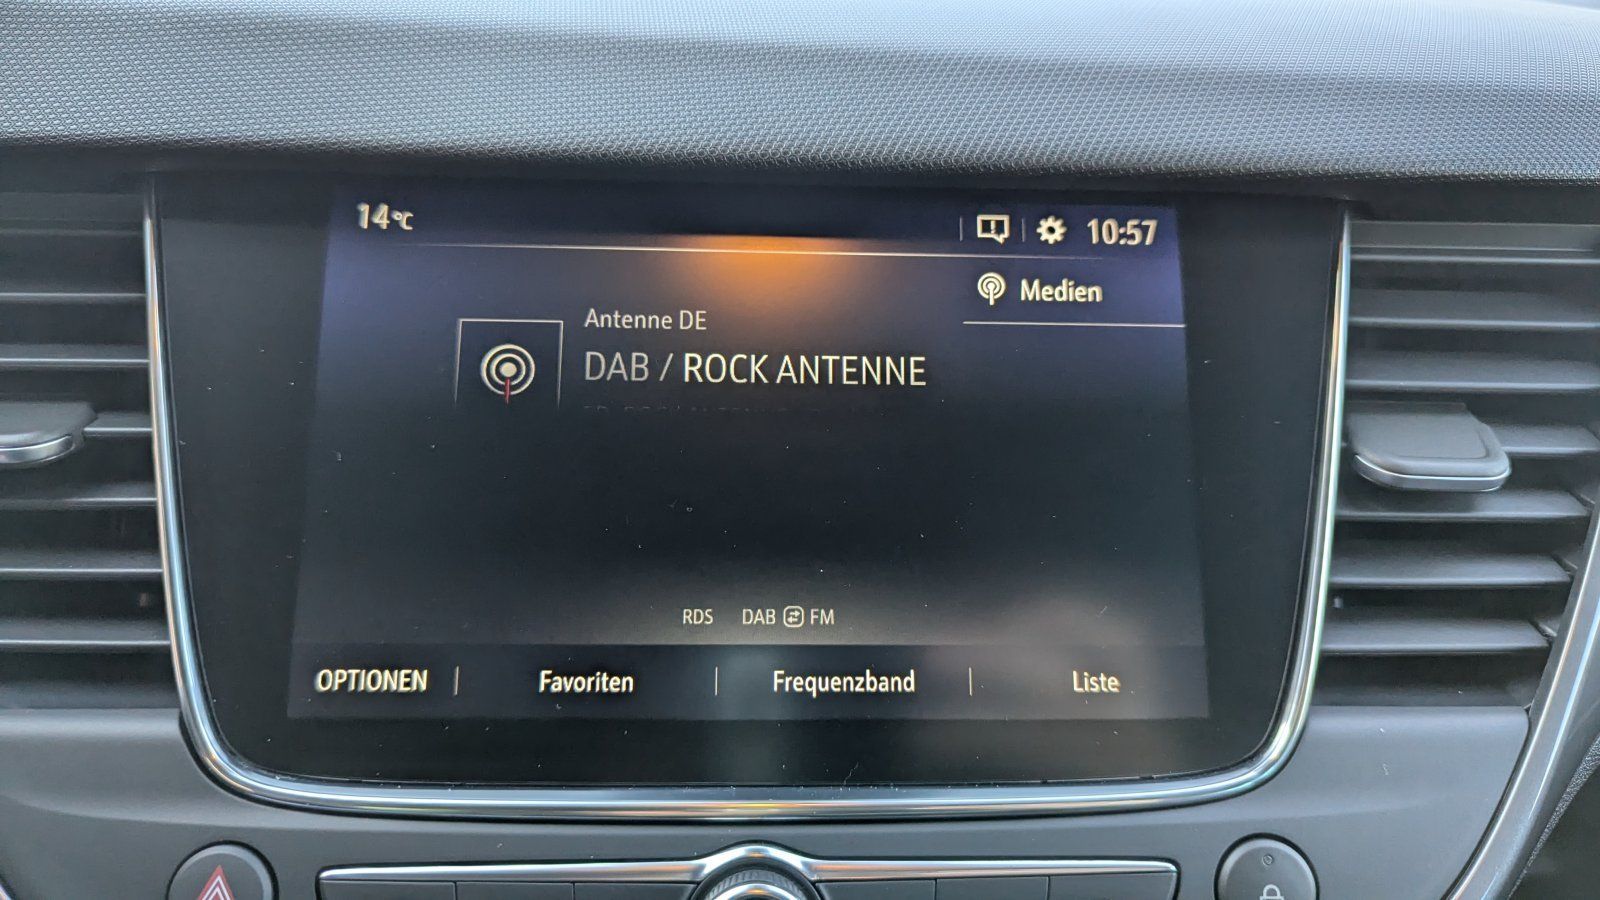 14°C
10:57
Medien
Antenne DE
DAB / ROCK ANTENNE
RDS DAB FM
OPTIONEN Favoriten Frequenzband Liste